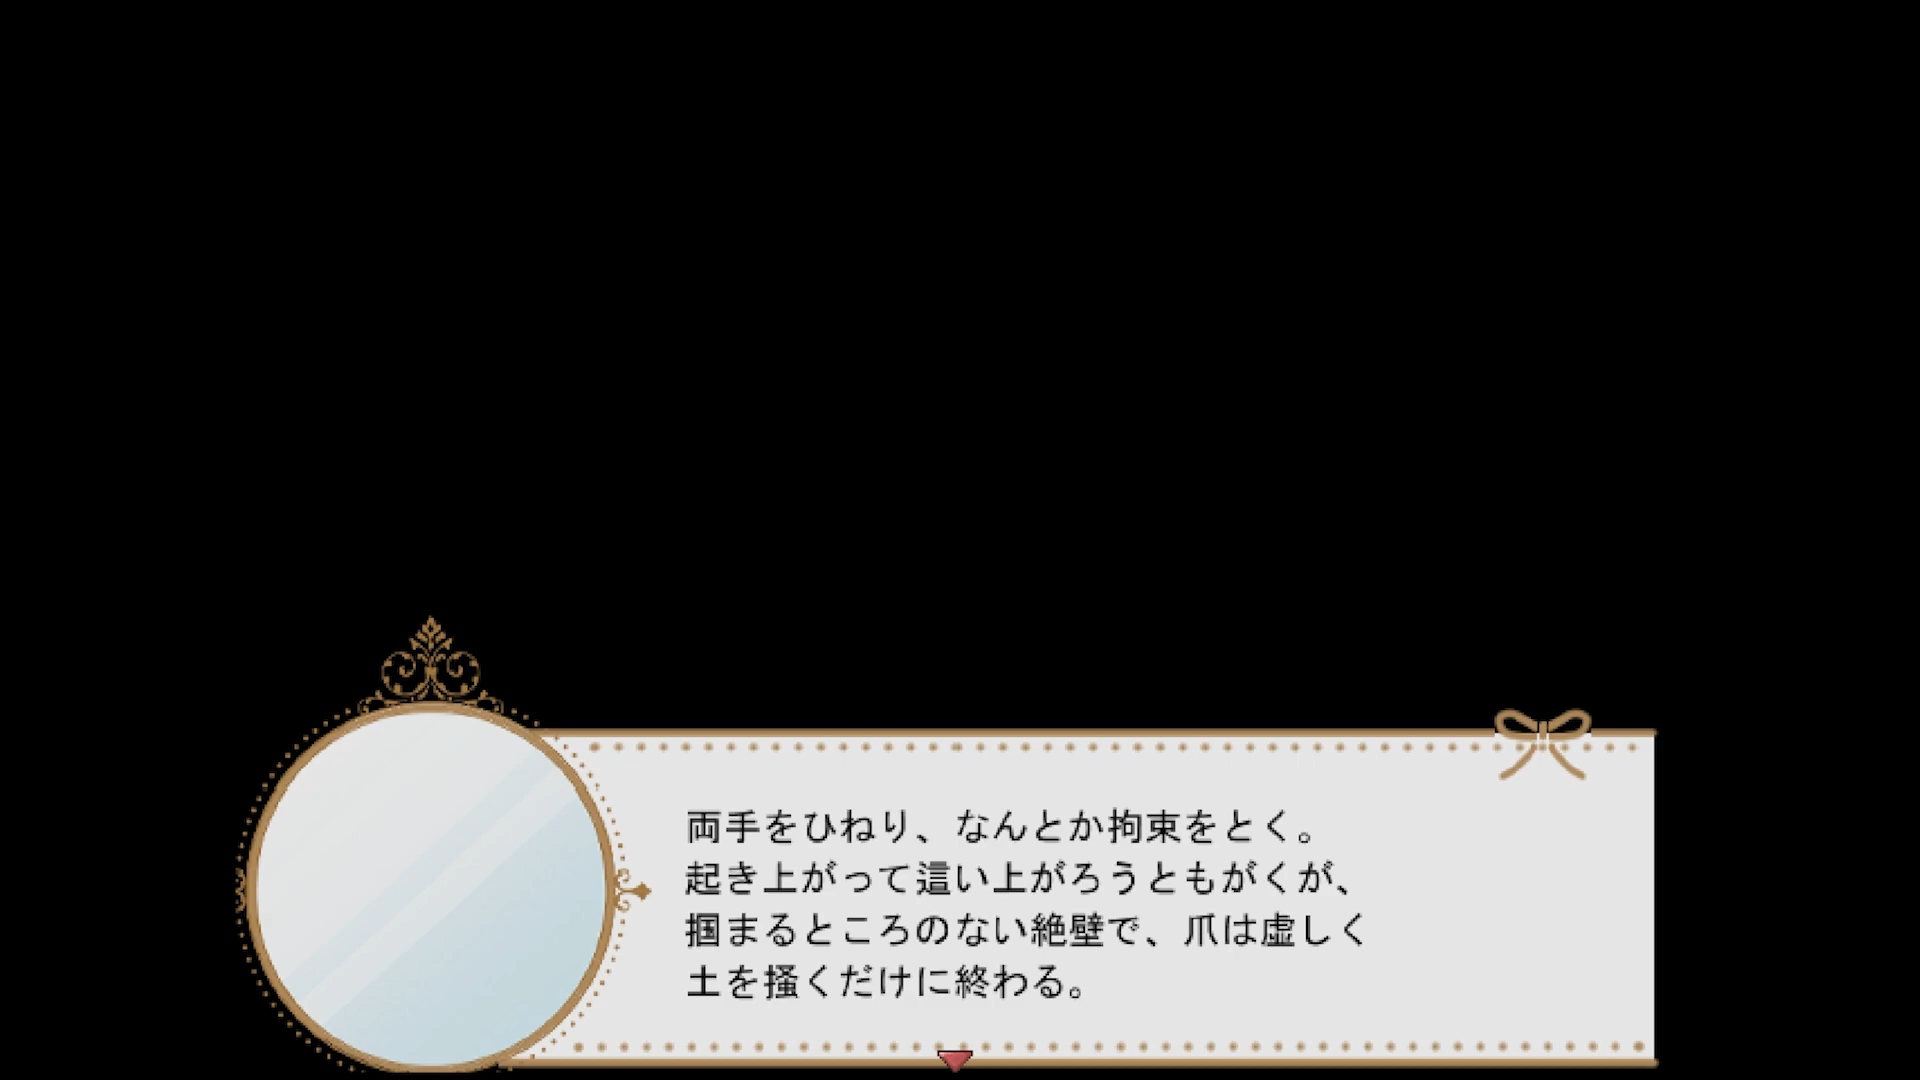 両手をひねり、なんとか拘束をとく。
起き上がって這い上がろうともがくが、
掴まるところのない絶壁で、爪は虚しく
土を掻くだけに終わる。